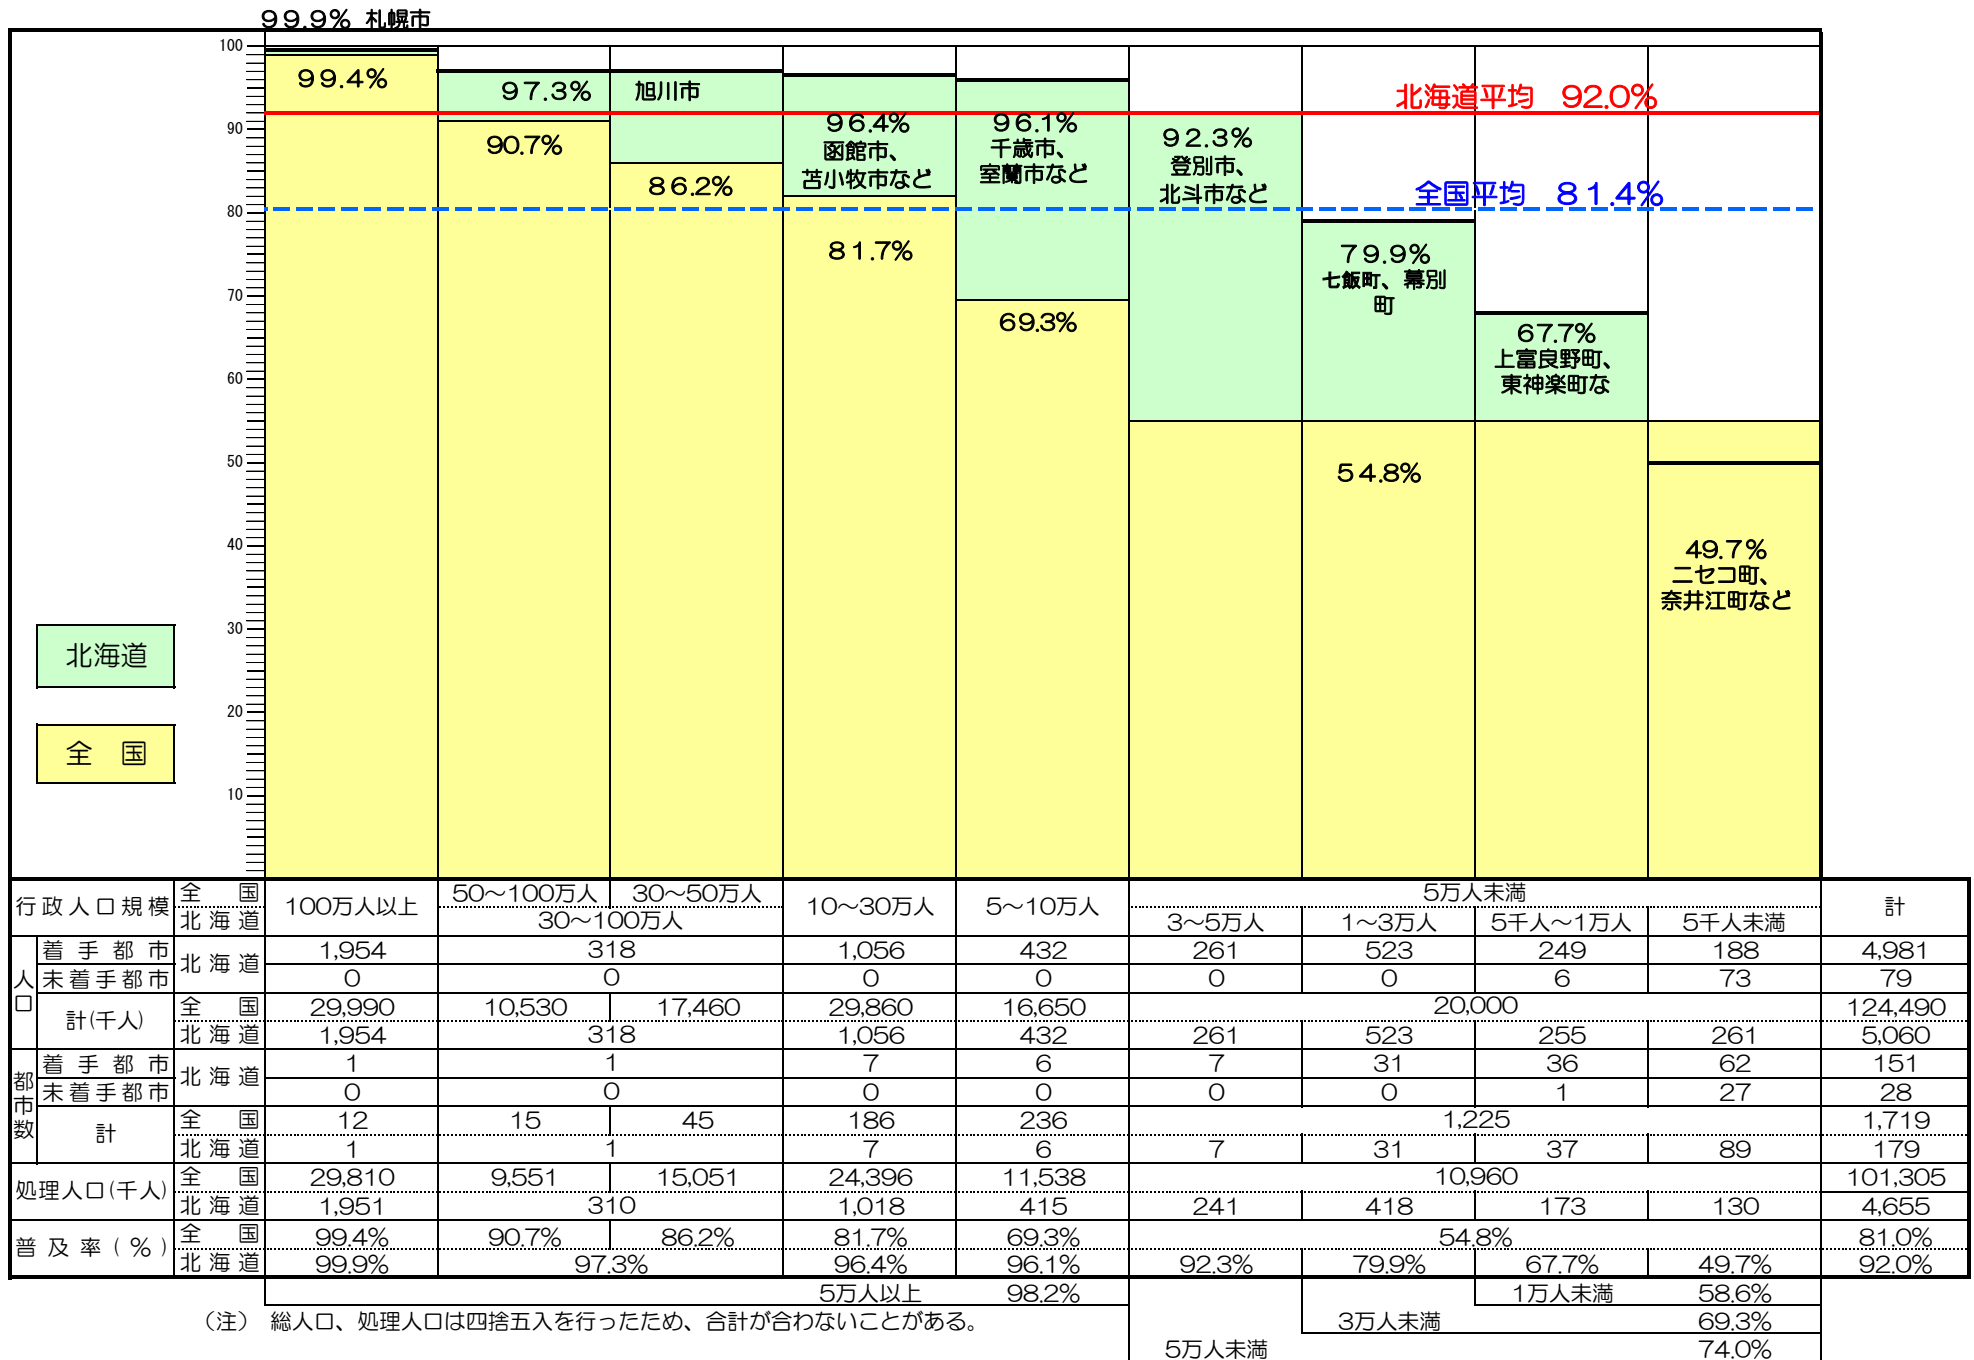 99.9% 札幌市
100
99.4%
97.3% 旭川市
北海道平均 92.0%
90
90.7%
96.4%
函館市、
苫小牧市など
96.1%
千歳市、
室蘭市など
92.3%
登別市、
北斗市など
86.2%
全国平均 81.4%
80
81.7%
79.9%
七飯町、幕別
町
70
69.3%
67.7%
上富良野町、
東神楽町な
60
50
54.8%
49.7%
ニセコ町、
奈井江町など
40
30
北海道
20
全 国
10
行政人口規模 全 国 100万人以上 50～100万人 30～50万人 10～30万人 5～10万人 5万人未満 計
北海道 30～100万人 3～5万人 1～3万人 5千人～1万人 5千人未満
人口 着手都市 北海道 1,954 318 1,056 432 261 523 249 188 4,981
未着手都市 0 0 0 0 0 0 6 73 79
計(千人) 全 国 29,990 10,530 17,460 29,860 16,650 20,000 124,490
北海道 1,954 318 1,056 432 261 523 255 261 5,060
都市数 着手都市 北海道 1 1 7 6 7 31 36 62 151
未着手都市 0 0 0 0 0 0 1 27 28
計 全 国 12 15 45 186 236 1,225 1,719
北海道 1 1 7 6 7 31 37 89 179
処理人口(千人) 全 国 29,810 9,551 15,051 24,396 11,538 10,960 101,305
北海道 1,951 310 1,018 415 241 418 173 130 4,655
普及率(%) 全 国 99.4% 90.7% 86.2% 81.7% 69.3% 54.8% 81.0%
北海道 99.9% 97.3% 96.4% 96.1% 92.3% 79.9% 67.7% 49.7% 92.0%
5万人以上 98.2% 1万人未満 58.6%
（注） 総人口、処理人口は四捨五入を行ったため、合計が合わないことがある。 3万人未満 69.3%
5万人未満 74.0%